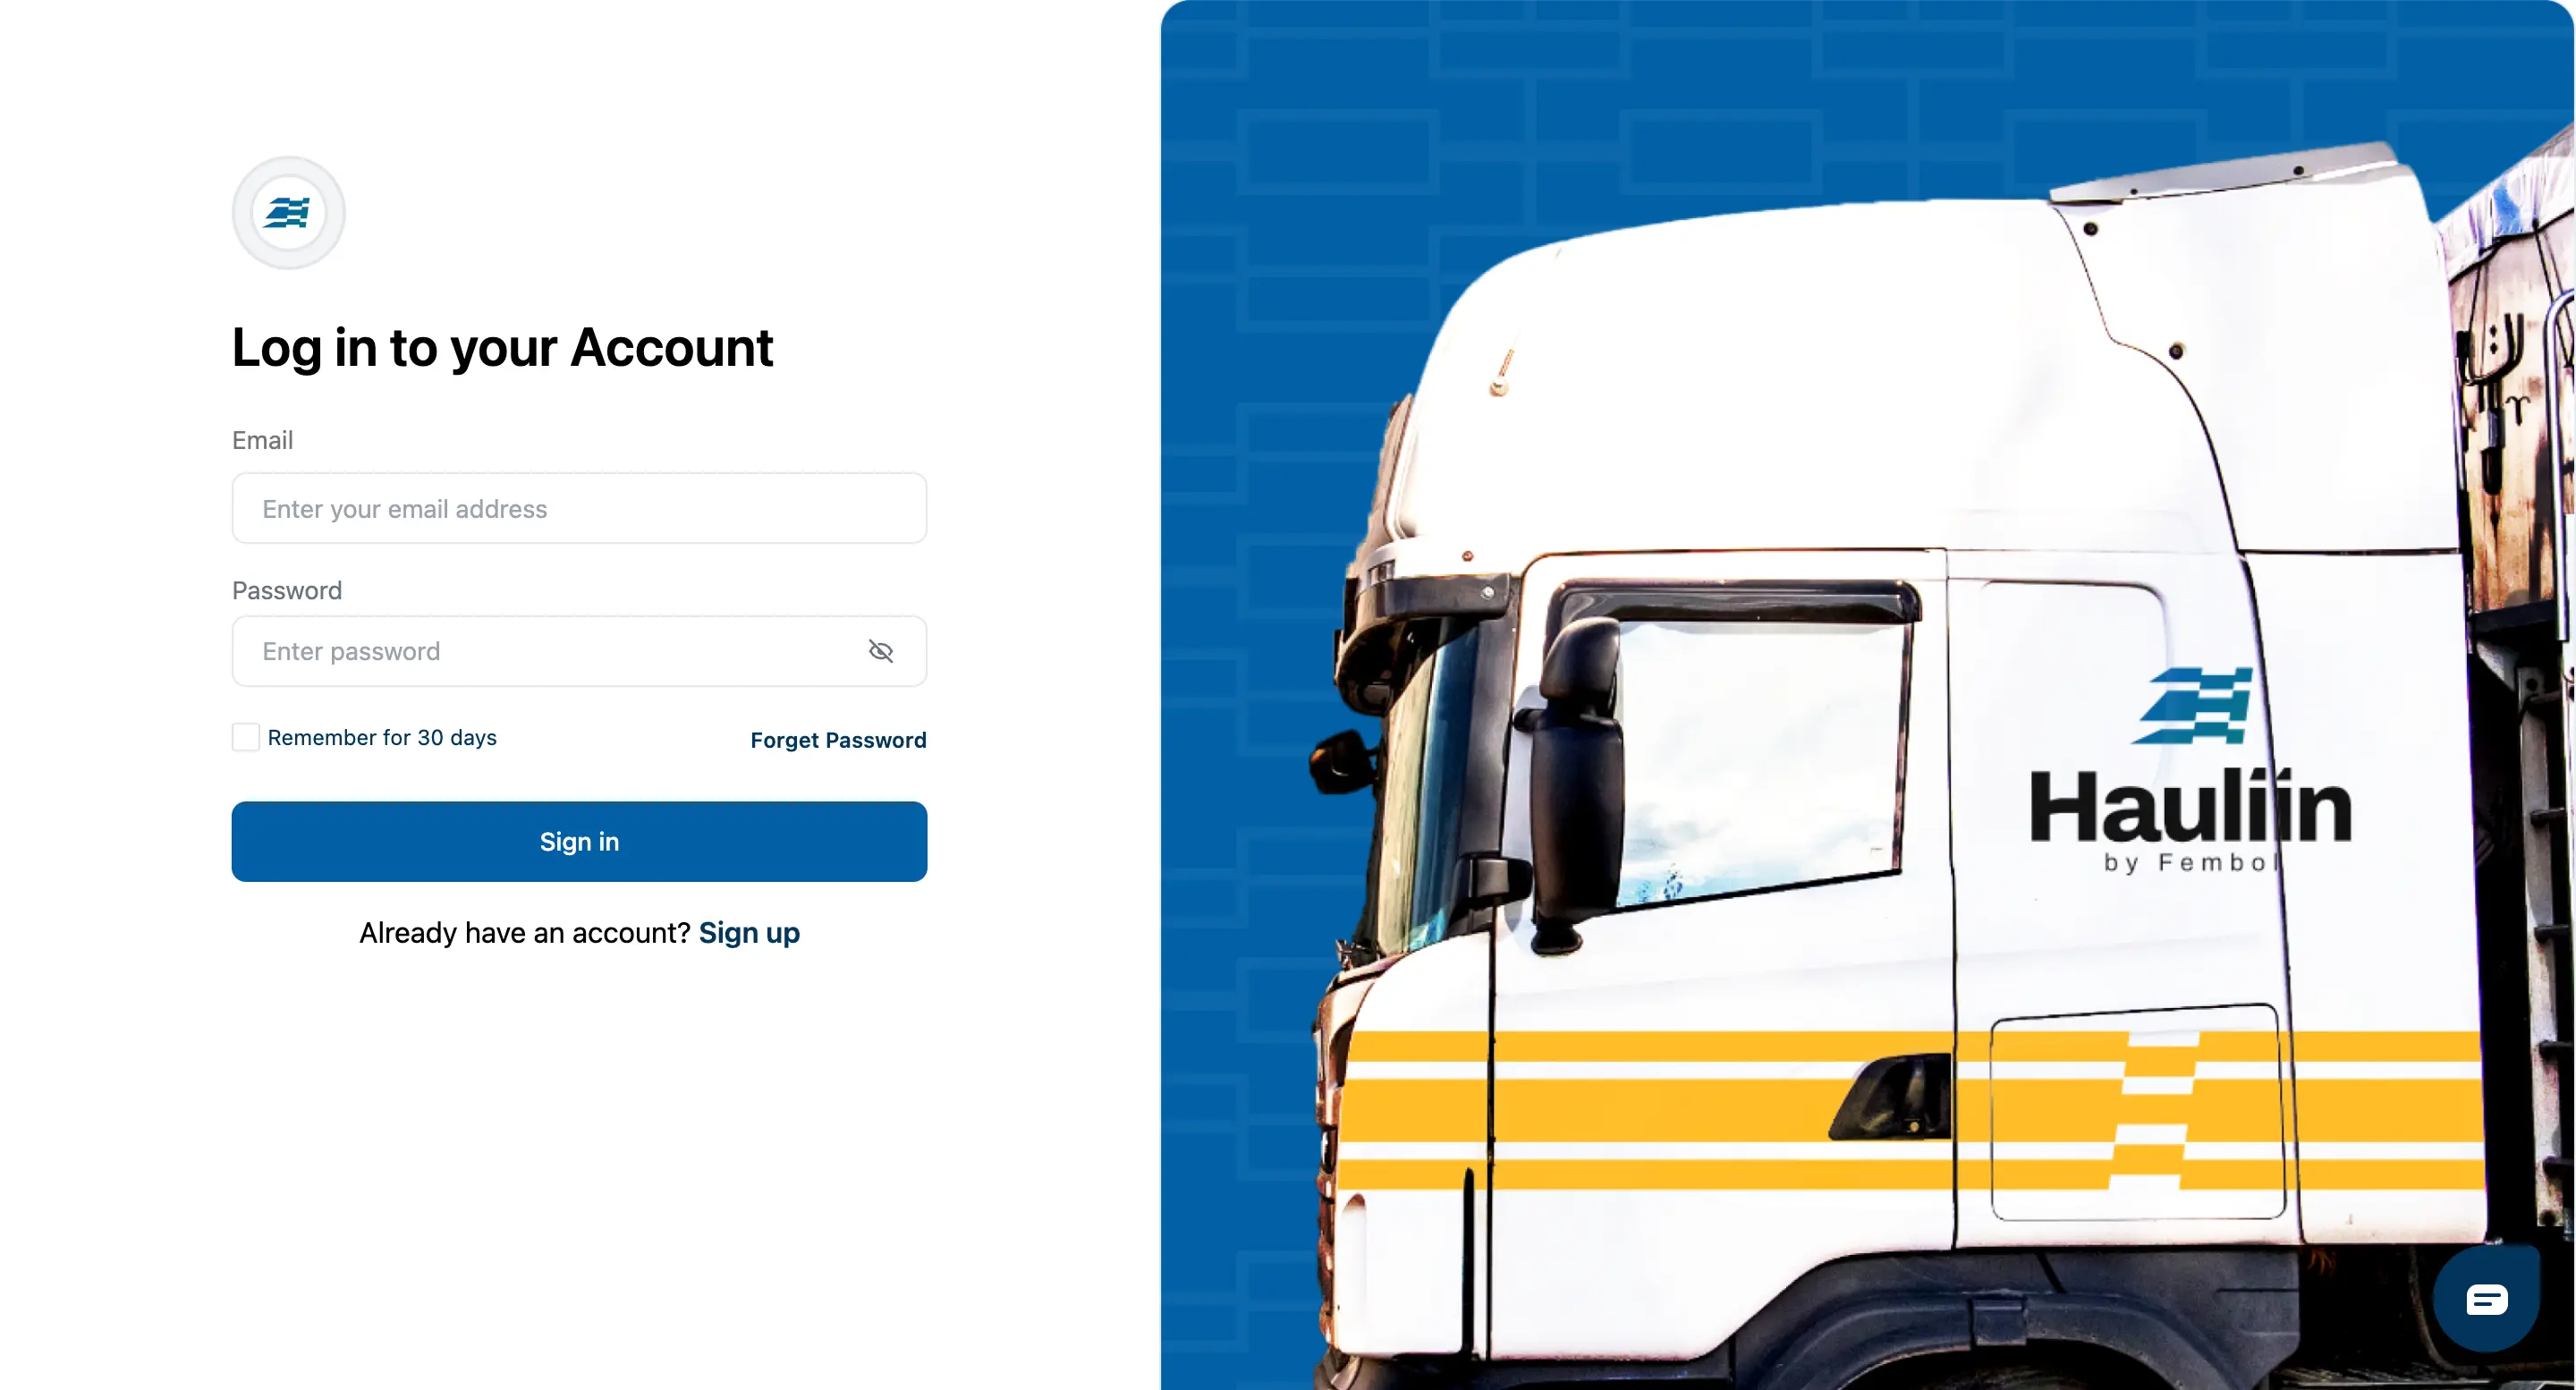 Log in to your Account
Email
Enter your email address
Password
Enter password
Remember for 30 days
Forget Password
Sign in
Already have an account? Sign up
Hauliin
by Fembol